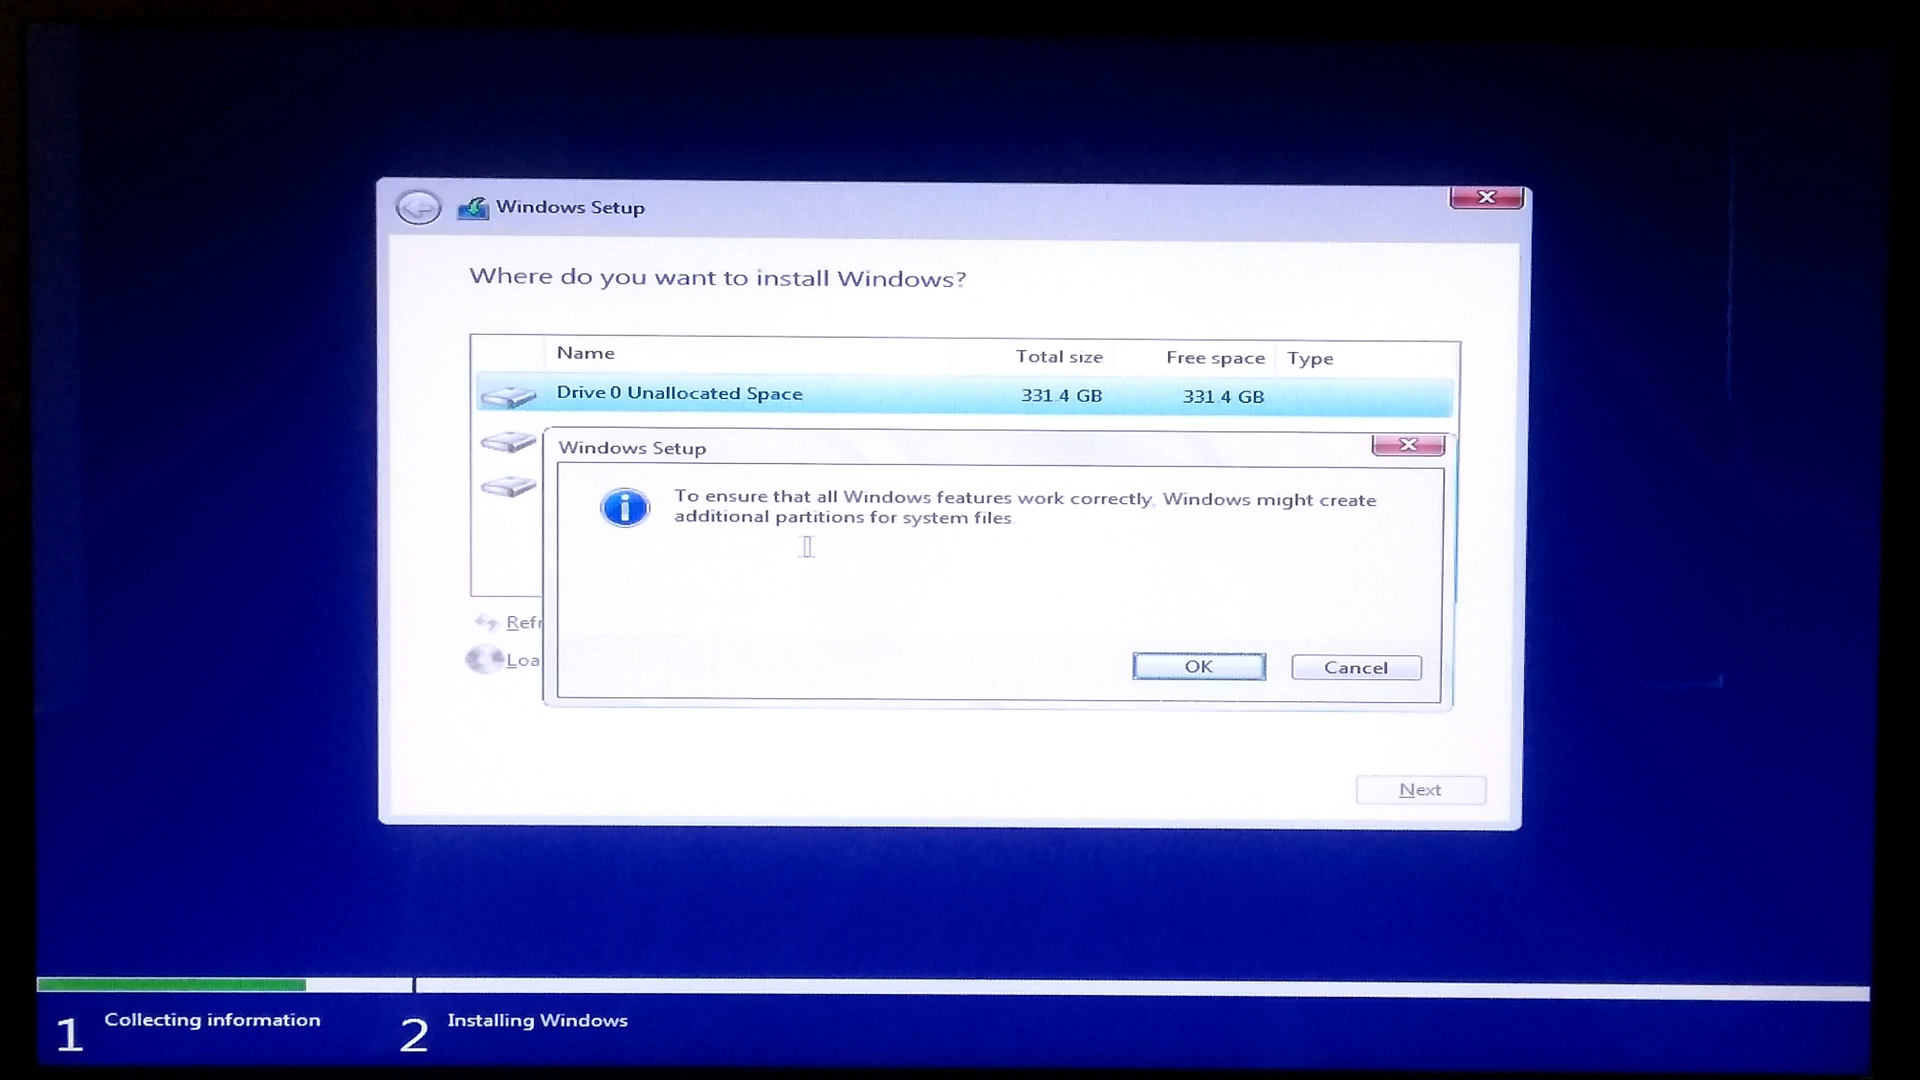 Windows Setup
Where do you want to install Windows?
Name Total size Free space Type
Drive 0 Unallocated Space 331.4 GB 331.4 GB
Windows Setup
To ensure that all Windows features work correctly, Windows might create
additional partitions for system files.
OK Cancel
Refr
Loa
Next
1 Collecting information 2 Installing Windows